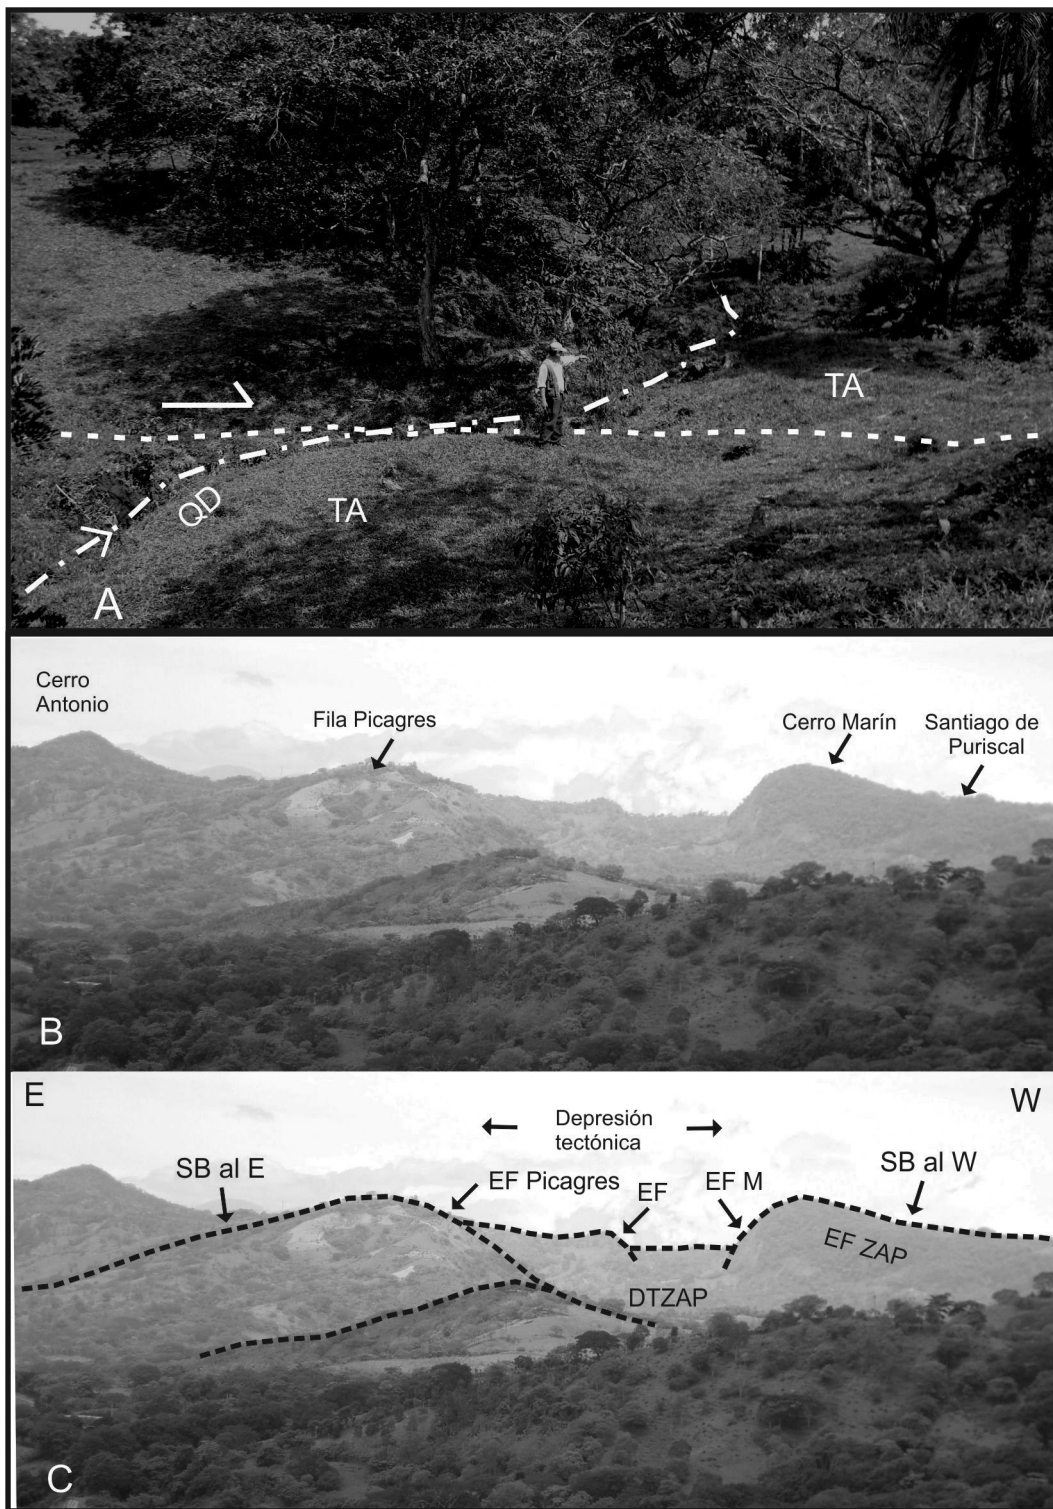 TA
QD
TA
A
Cerro
Antonio
Fila Picagres
Cerro Marín
Santiago de
Puriscal
B
E
W
Depresión
tectónica
SB al E
EF Picagres
EF
EF M
SB al W
EF ZAP
DTZAP
C